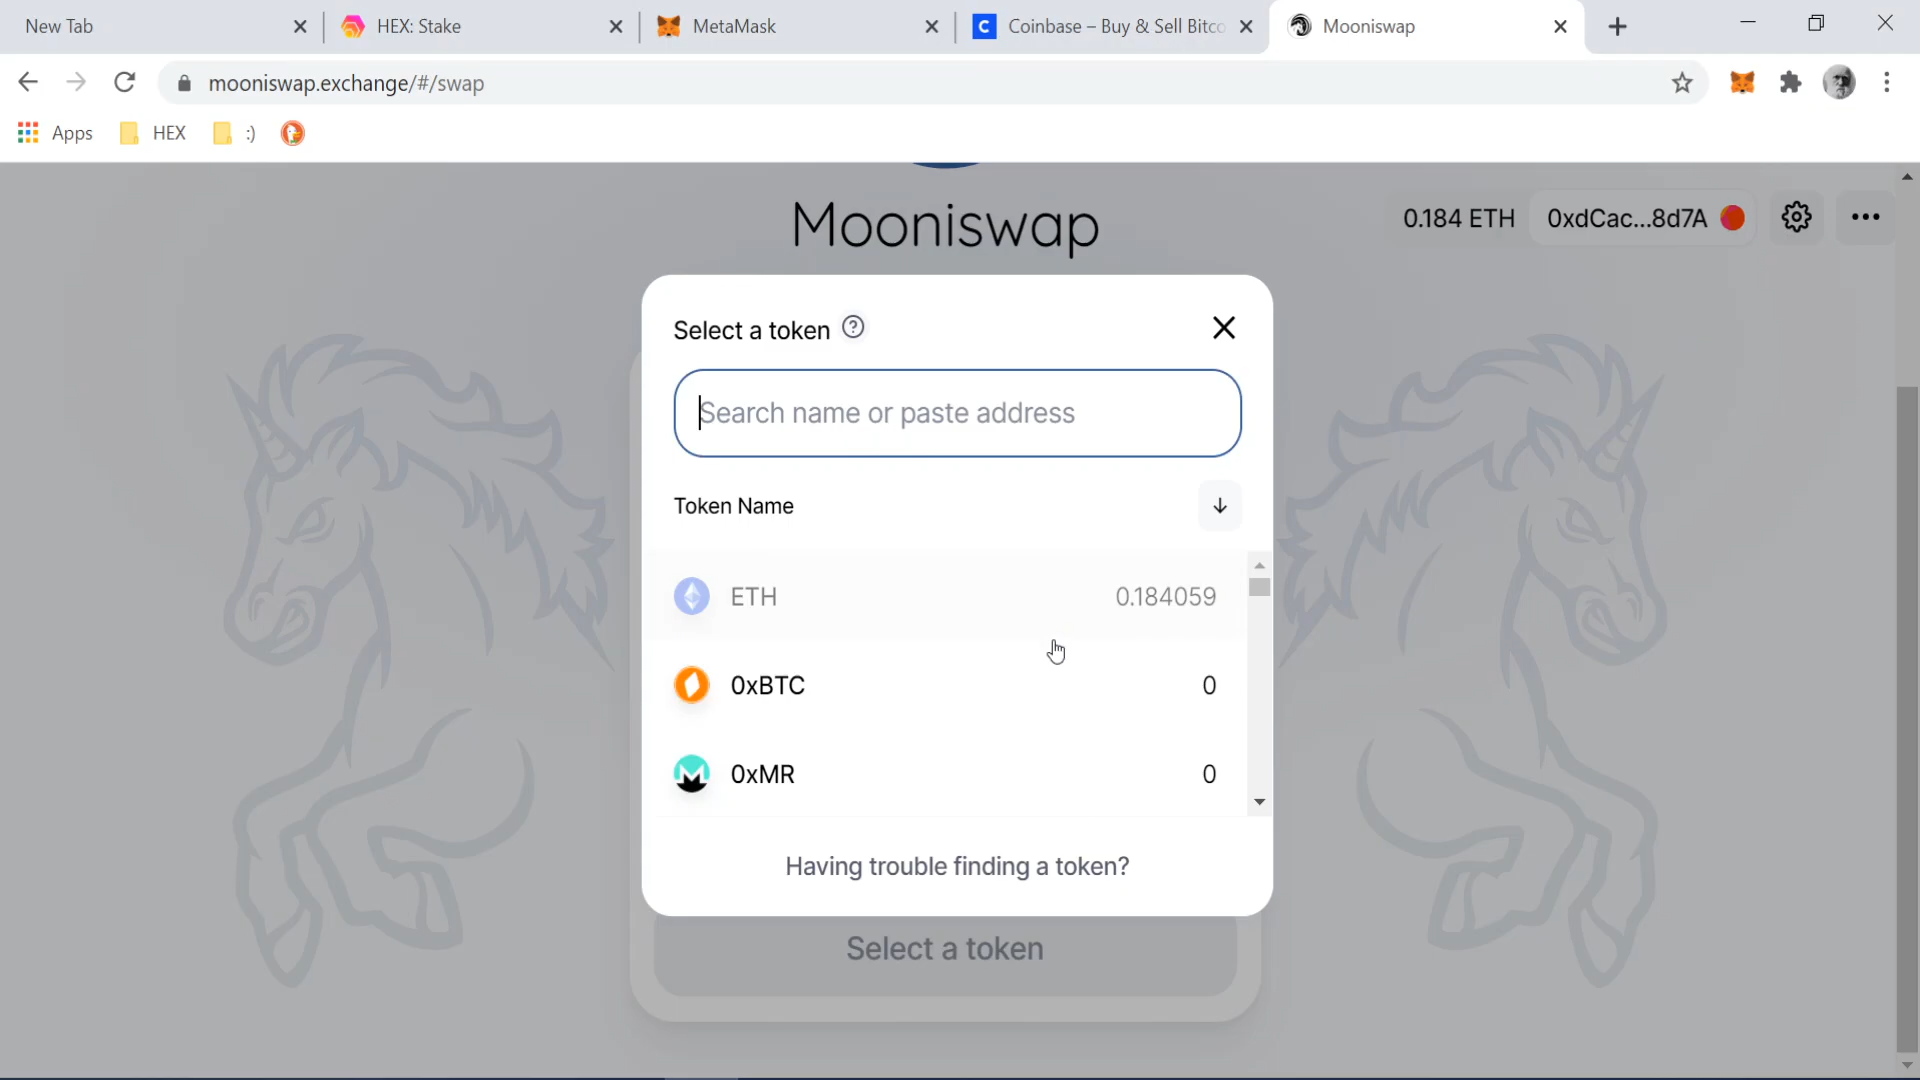 New Tab
HEX: Stake
MetaMask
Coinbase – Buy & Sell Bitco
Mooniswap
mooniswap.exchange/#/swap
Apps
HEX
:)
Mooniswap
0.184 ETH
0xdCac...8d7A
Select a token
Search name or paste address
Token Name
ETH
0.184059
0xBTC
0
0xMR
0
Having trouble finding a token?
Select a token